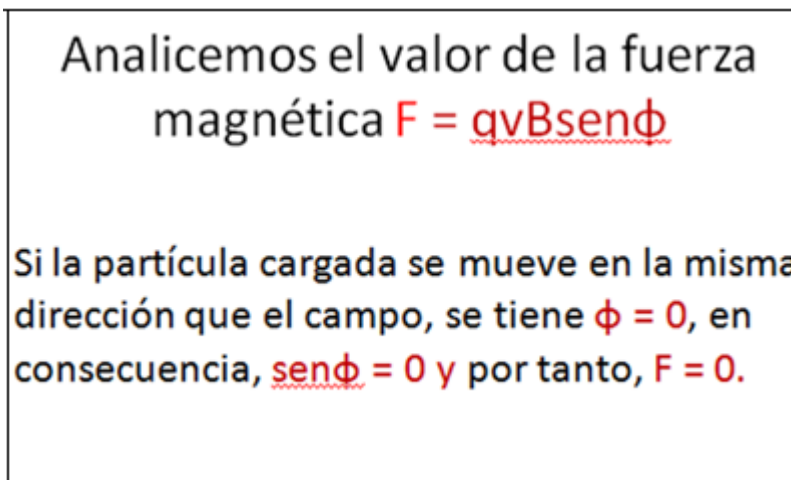 Analicemos el valor de la fuerza
magnética F = qvBsenϕ
Si la partícula cargada se mueve en la misma
dirección que el campo, se tiene ϕ = 0, en
consecuencia, senϕ = 0 y por tanto, F = 0.